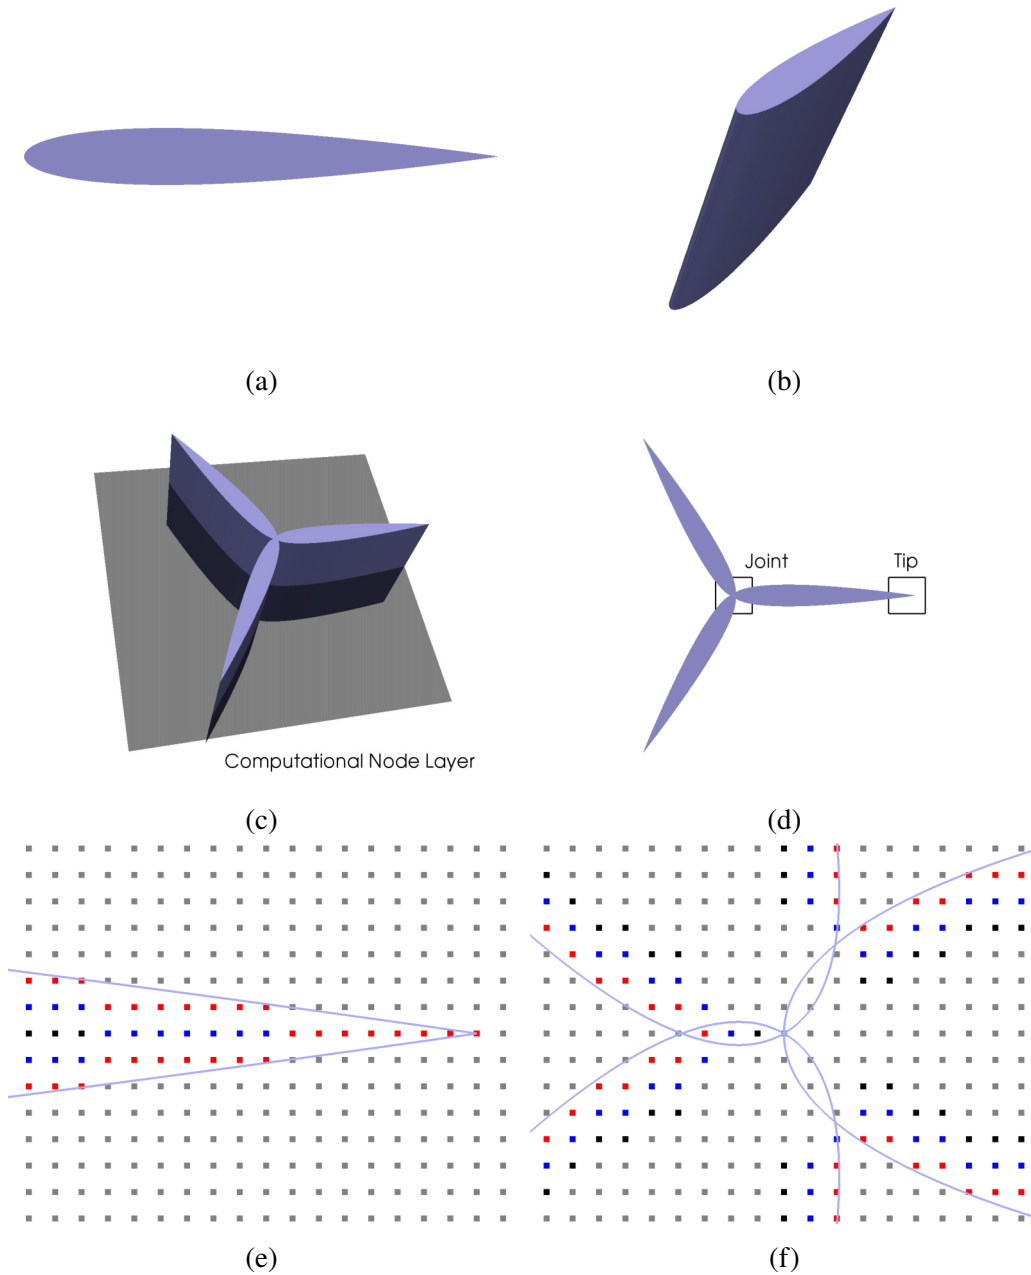 (a)
(b)
Computational Node Layer
Joint
Tip
(c)
(d)
(e)
(f)